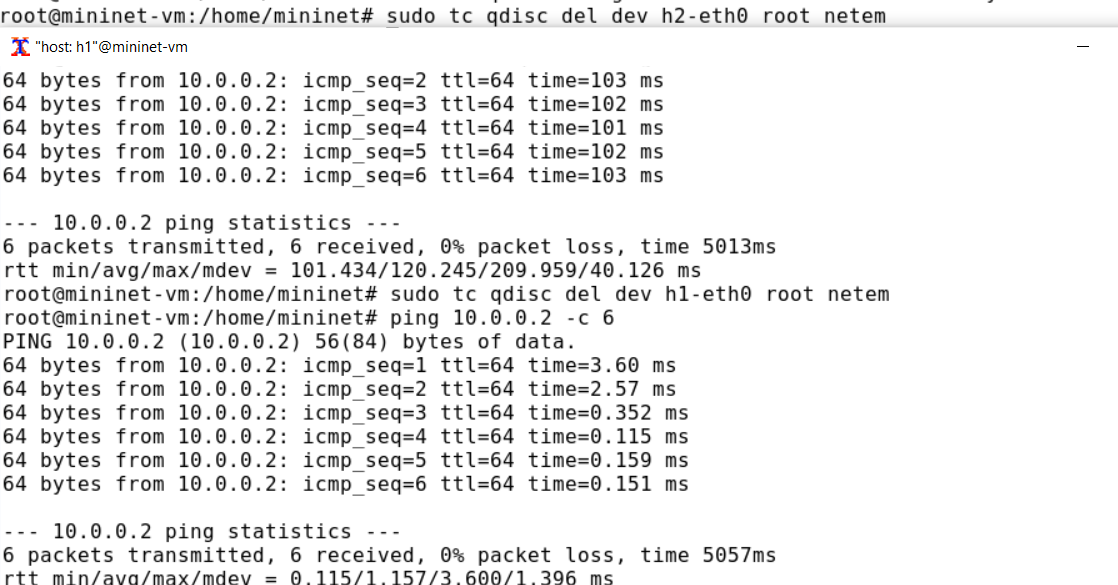 root@mininet-vm:/home/mininet# sudo tc qdisc del dev h2-eth0 root netem
"host: h1"@mininet-vm
64 bytes from 10.0.0.2: icmp_seq=2 ttl=64 time=103 ms
64 bytes from 10.0.0.2: icmp_seq=3 ttl=64 time=102 ms
64 bytes from 10.0.0.2: icmp_seq=4 ttl=64 time=101 ms
64 bytes from 10.0.0.2: icmp_seq=5 ttl=64 time=102 ms
64 bytes from 10.0.0.2: icmp_seq=6 ttl=64 time=103 ms
--- 10.0.0.2 ping statistics ---
6 packets transmitted, 6 received, 0% packet loss, time 5013ms
rtt min/avg/max/mdev = 101.434/120.245/209.959/40.126 ms
root@mininet-vm:/home/mininet# sudo tc qdisc del dev h1-eth0 root netem
root@mininet-vm:/home/mininet# ping 10.0.0.2 -c 6
PING 10.0.0.2 (10.0.0.2) 56(84) bytes of data.
64 bytes from 10.0.0.2: icmp_seq=1 ttl=64 time=3.60 ms
64 bytes from 10.0.0.2: icmp_seq=2 ttl=64 time=2.57 ms
64 bytes from 10.0.0.2: icmp_seq=3 ttl=64 time=0.352 ms
64 bytes from 10.0.0.2: icmp_seq=4 ttl=64 time=0.115 ms
64 bytes from 10.0.0.2: icmp_seq=5 ttl=64 time=0.159 ms
64 bytes from 10.0.0.2: icmp_seq=6 ttl=64 time=0.151 ms
--- 10.0.0.2 ping statistics ---
6 packets transmitted, 6 received, 0% packet loss, time 5057ms
rtt min/avg/max/mdev = 0.115/1.157/3.600/1.396 ms